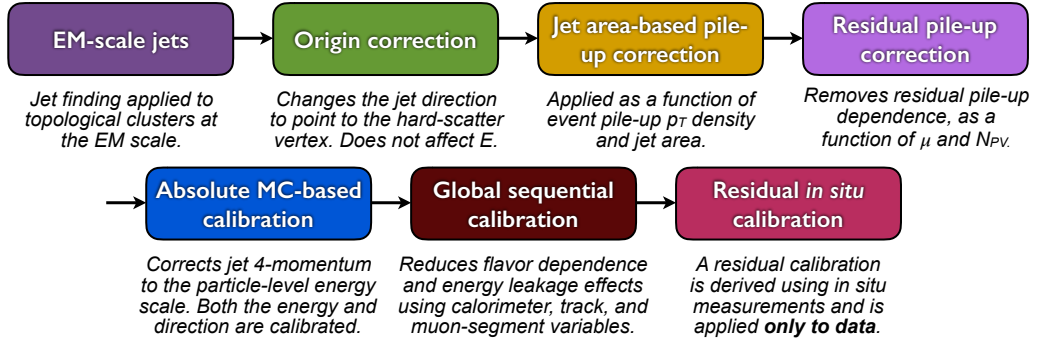 EM-scale jets
Jet finding applied to
topological clusters at
the EM scale.
Origin correction
Changes the jet direction
to point to the hard-scatter
vertex. Does not affect E.
Jet area-based pile-
up correction
Applied as a function of
event pile-up pT density
and jet area.
Residual pile-up
correction
Removes residual pile-up
dependence, as a
function of µ and NPV.
Absolute MC-based
calibration
Corrects jet 4-momentum
to the particle-level energy
scale. Both the energy and
direction are calibrated.
Global sequential
calibration
Reduces flavor dependence
and energy leakage effects
using calorimeter, track, and
muon-segment variables.
Residual in situ
calibration
A residual calibration
is derived using in situ
measurements and is
applied only to data.